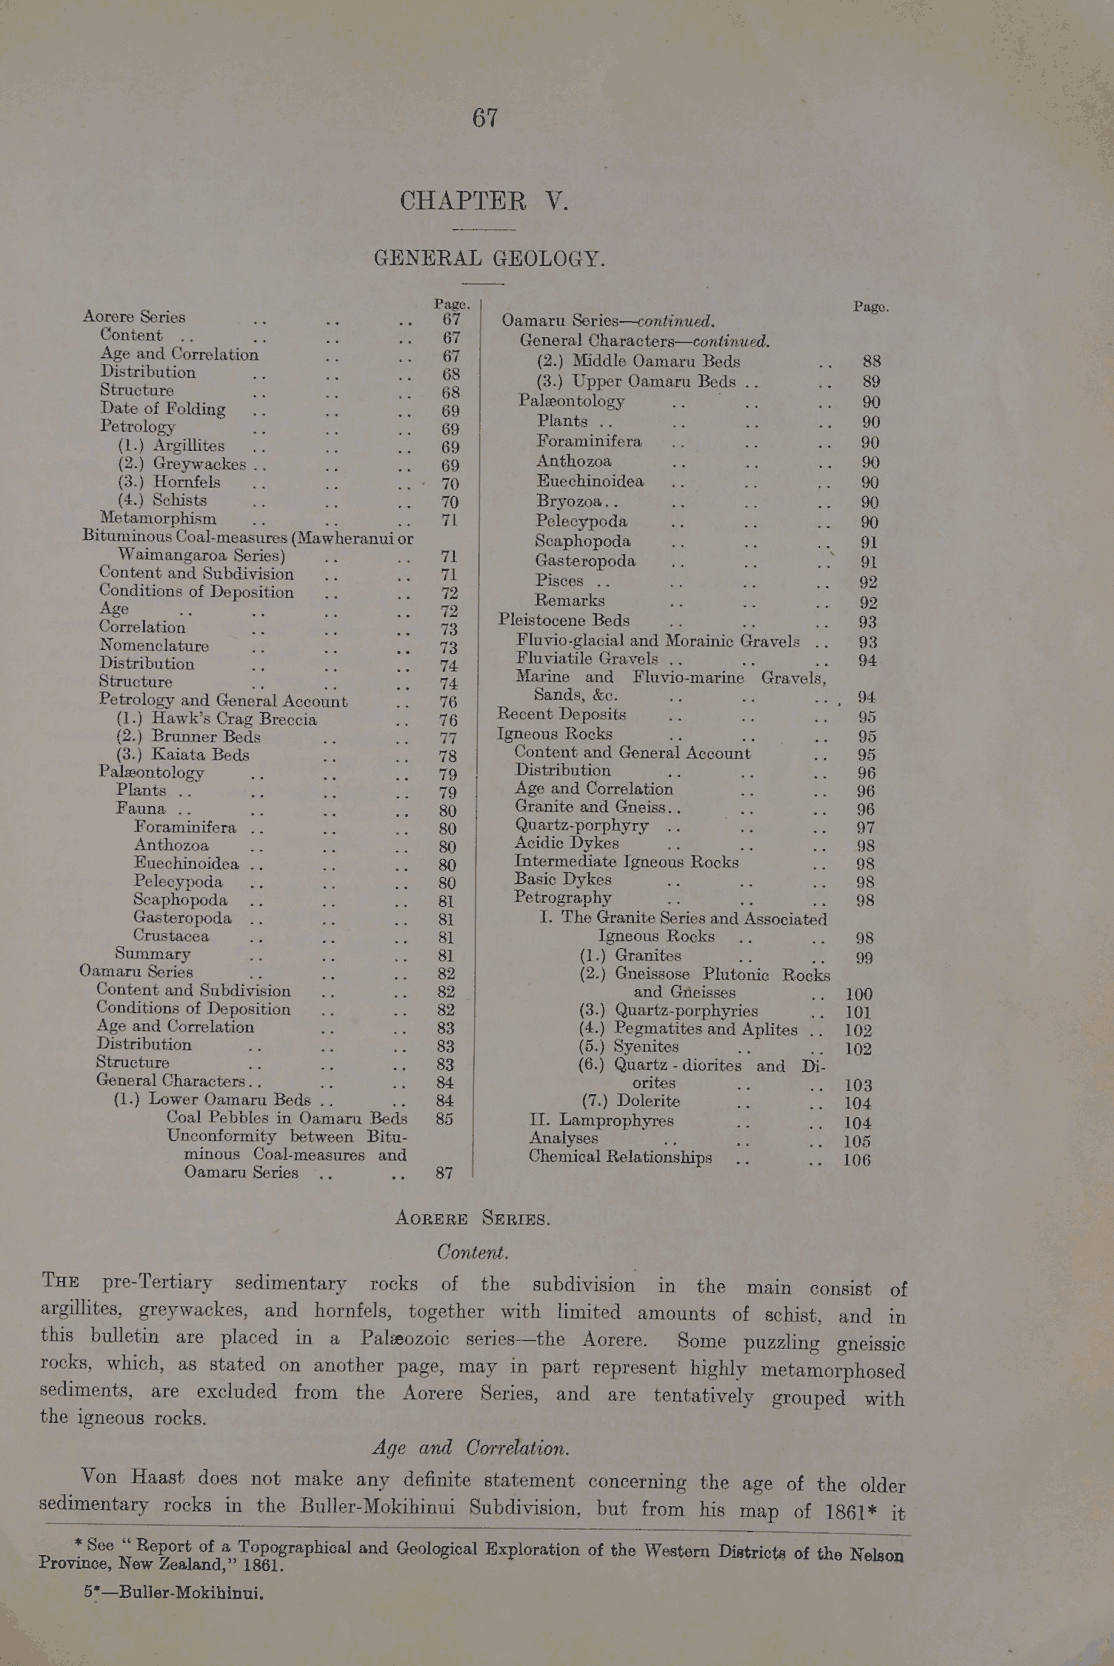 67
CHAPTER V.
GENERAL GEOLOGY.
Page.
Aorere Series .. .. .. 67
Content .. .. .. .. 67
Age and Correlation .. .. 67
Distribution .. .. .. 68
Structure .. .. .. 68
Date of Folding .. .. .. 69
Petrology .. .. .. 69
(1.) Argillites .. .. .. 69
(2.) Greywackes .. .. .. 69
(3.) Hornfels .. .. .. 70
(4.) Schists .. .. .. 70
Metamorphism .. .. .. 71
Bituminous Coal-measures (Mawheranui or
Waimangaroa Series) .. .. 71
Content and Subdivision .. .. 71
Conditions of Deposition .. .. 72
Age .. .. .. .. 72
Correlation .. .. .. 73
Nomenclature .. .. .. 73
Distribution .. .. .. 74
Structure .. .. .. 74
Petrology and General Account .. 76
(1.) Hawk's Crag Breccia .. 76
(2.) Brunner Beds .. .. 77
(3.) Kaiata Beds .. .. 78
Palæontology .. .. .. 79
Plants .. .. .. .. 79
Fauna .. .. .. .. 80
Foraminifera .. .. .. 80
Anthozoa .. .. .. 80
Euechinoidea .. .. .. 80
Pelecypoda .. .. .. 80
Scaphopoda .. .. .. 81
Gasteropoda .. .. .. 81
Crustacea .. .. .. 81
Summary .. .. .. 81
Oamaru Series .. .. .. 82
Content and Subdivision .. .. 82
Conditions of Deposition .. .. 82
Age and Correlation .. .. 83
Distribution .. .. .. 83
Structure .. .. .. 83
General Characters .. .. .. 84
(1.) Lower Oamaru Beds .. .. 84
Coal Pebbles in Oamaru Beds 85
Unconformity between Bitu-
minous Coal-measures and
Oamaru Series .. .. 87
Page.
Oamaru Series—continued.
General Characters—continued.
(2.) Middle Oamaru Beds .. 88
(3.) Upper Oamaru Beds .. .. 89
Palæontology .. .. .. 90
Plants .. .. .. .. 90
Foraminifera .. .. .. 90
Anthozoa .. .. .. 90
Euechinoidea .. .. .. 90
Bryozoa .. .. .. .. 90
Pelecypoda .. .. .. 90
Scaphopoda .. .. .. 91
Gasteropoda .. .. .. 91
Pisces .. .. .. .. 92
Remarks .. .. .. 92
Pleistocene Beds .. .. .. 93
Fluvio-glacial and Morainic Gravels .. 93
Fluviatile Gravels .. .. .. 94
Marine and Fluvio-marine Gravels,
Sands, &c. .. .. .. 94
Recent Deposits .. .. .. 95
Igneous Rocks .. .. .. 95
Content and General Account .. 95
Distribution .. .. .. 96
Age and Correlation .. .. 96
Granite and Gneiss .. .. .. 96
Quartz-porphyry .. .. .. 97
Acidic Dykes .. .. .. 98
Intermediate Igneous Rocks .. 98
Basic Dykes .. .. .. 98
Petrography .. .. .. 98
I. The Granite Series and Associated
Igneous Rocks .. .. 98
(1.) Granites .. .. 99
(2.) Gneissose Plutonic Rocks
and Gneisses .. 100
(3.) Quartz-porphyries .. 101
(4.) Pegmatites and Aplites .. 102
(5.) Syenites .. .. 102
(6.) Quartz-diorites and Di-
orites .. .. 103
(7.) Dolerite .. .. 104
II. Lamprophyres .. .. 104
Analyses .. .. .. 105
Chemical Relationships .. .. 106
AORERE SERIES.
Content.
THE pre-Tertiary sedimentary rocks of the subdivision in the main consist of
argillites, greywackes, and hornfels, together with limited amounts of schist, and in
this bulletin are placed in a Palæozoic series—the Aorere. Some puzzling gneissic
rocks, which, as stated on another page, may in part represent highly metamorphosed
sediments, are excluded from the Aorere Series, and are tentatively grouped with
the igneous rocks.
Age and Correlation.
Von Haast does not make any definite statement concerning the age of the older
sedimentary rocks in the Buller-Mokihinui Subdivision, but from his map of 1861* it
* See "Report of a Topographical and Geological Exploration of the Western Districts of the Nelson
Province, New Zealand," 1861.
5*—Buller-Mokihinui.